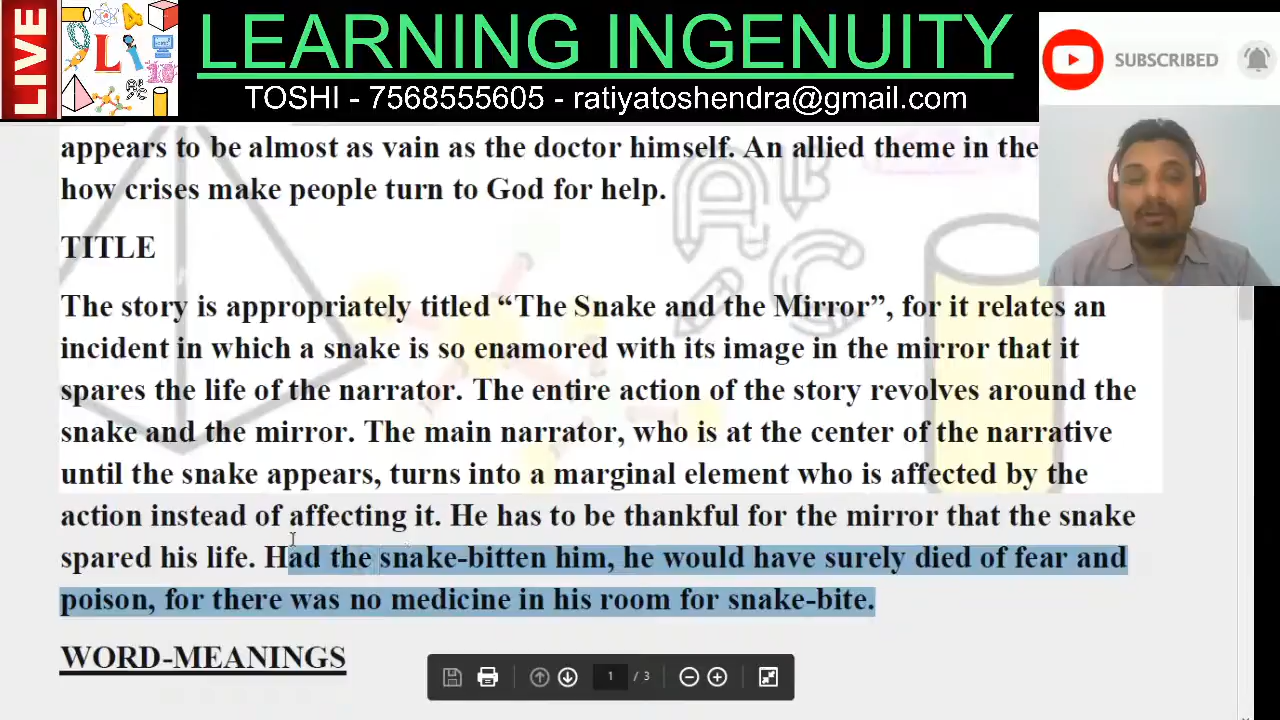 LIVE
LEARNING INGENUITY
TOSHI - 7568555605 - ratiyatoshendra@gmail.com
SUBSCRIBED
appears to be almost as vain as the doctor himself. An allied theme in the
how crises make people turn to God for help.
TITLE
The story is appropriately titled “The Snake and the Mirror”, for it relates an
incident in which a snake is so enamored with its image in the mirror that it
spares the life of the narrator. The entire action of the story revolves around the
snake and the mirror. The main narrator, who is at the center of the narrative
until the snake appears, turns into a marginal element who is affected by the
action instead of affecting it. He has to be thankful for the mirror that the snake
spared his life. Had the snake-bitten him, he would have surely died of fear and
poison, for there was no medicine in his room for snake-bite.
WORD-MEANINGS
1 / 3